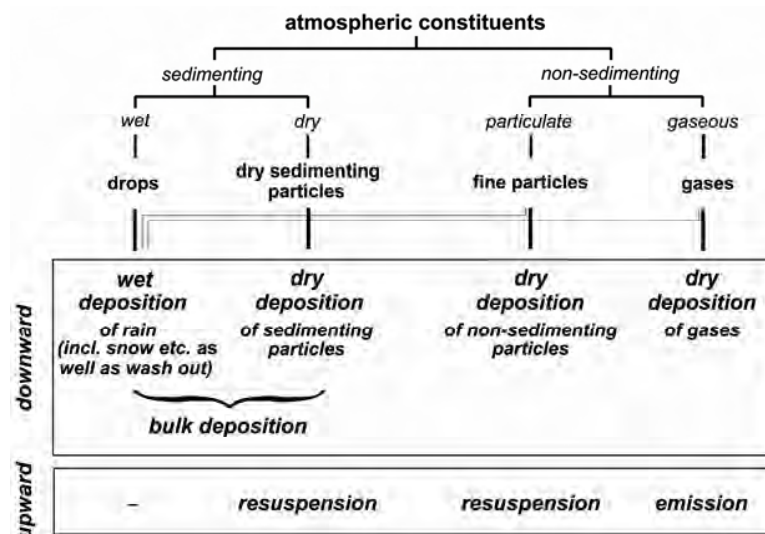 atmospheric constituents
sedimenting non-sedimenting
wet dry particulate gaseous
drops dry sedimenting particles fine particles gases
downward
wet deposition of rain (incl. snow etc. as well as wash out)
dry deposition of sedimenting particles
dry deposition of non-sedimenting particles
dry deposition of gases
bulk deposition
upward
– resuspension resuspension emission